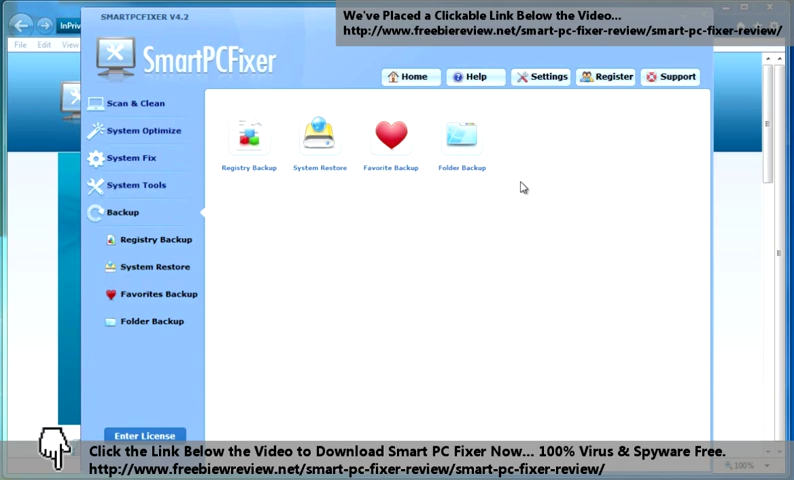 SMARTPCFIXER V4.2
We've Placed a Clickable Link Below the Video...
http://www.freebiereview.net/smart-pc-fixer-review/smart-pc-fixer-review/
InPriv
File Edit View
SmartPCFixer
Home Help Settings Register Support
Scan & Clean
System Optimize
System Fix
System Tools
Backup
Registry Backup
System Restore
Favorites Backup
Folder Backup
Registry Backup System Restore Favorite Backup Folder Backup
Enter License
Click the Link Below the Video to Download Smart PC Fixer Now... 100% Virus & Spyware Free.
http://www.freebiewreview.net/smart-pc-fixer-review/smart-pc-fixer-review/
100%